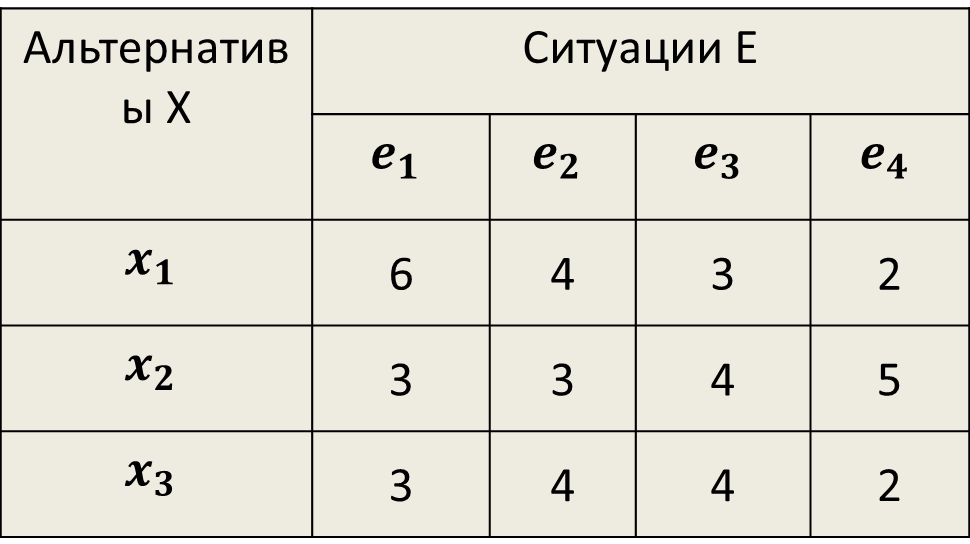 Альтернатив Ситуации E
ы X
e₁ e₂ e₃ e₄
x₁ 6 4 3 2
x₂ 3 3 4 5
x₃ 3 4 4 2